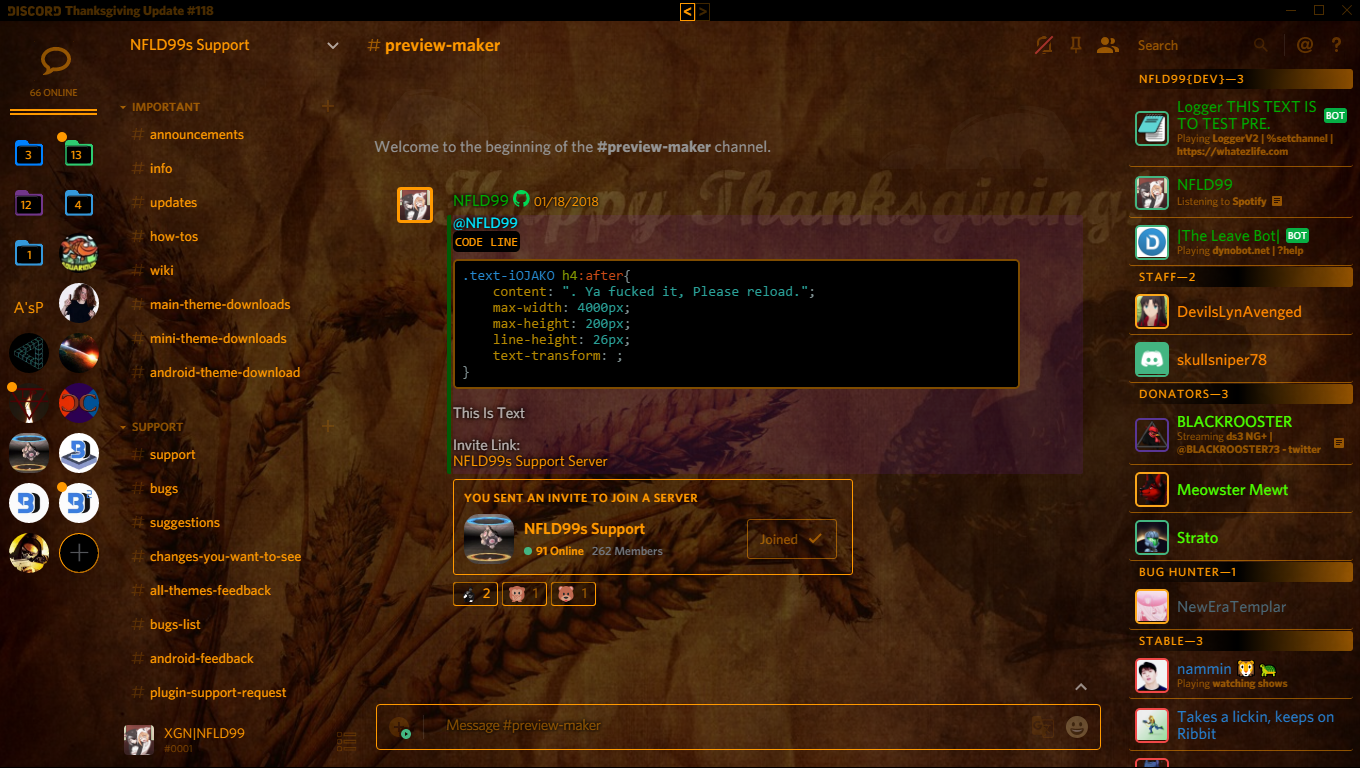 DISCORD Thanksgiving Update #118
< >
NFLD99s Support
# preview-maker
Search
@ ?
66 ONLINE
3
13
12
4
1
A'sP
IMPORTANT +
# announcements
# info
# updates
# how-tos
# wiki
# main-theme-downloads
# mini-theme-downloads
# android-theme-download
SUPPORT +
# support
# bugs
# suggestions
# changes-you-want-to-see
# all-themes-feedback
# bugs-list
# android-feedback
# plugin-support-request
XGN|NFLD99
#0001
Welcome to the beginning of the #preview-maker channel.
Happy Thanksgiving
NFLD99 01/18/2018
@NFLD99
CODE LINE
.text-iOJAKO h4:after{
content: ". Ya fucked it, Please reload.";
max-width: 4000px;
max-height: 200px;
line-height: 26px;
text-transform: ;
}
This Is Text
Invite Link:
NFLD99s Support Server
YOU SENT AN INVITE TO JOIN A SERVER
NFLD99s Support
91 Online 262 Members
Joined
2 1 1
Message #preview-maker
NFLD99{DEV}—3
Logger THIS TEXT IS
TO TEST PRE. BOT
Playing LoggerV2 | %setchannel |
https://whatezlife.com
NFLD99
Listening to Spotify
|The Leave Bot| BOT
Playing dynobot.net | ?help
STAFF—2
DevilsLynAvenged
skullsniper78
DONATORS—3
BLACKROOSTER
Streaming ds3 NG+ |
@BLACKROOSTER73 - twitter
Meowster Mewt
Strato
BUG HUNTER—1
NewEraTemplar
STABLE—3
nammin 🐯 🐢
Playing watching shows
Takes a lickin, keeps on
Ribbit